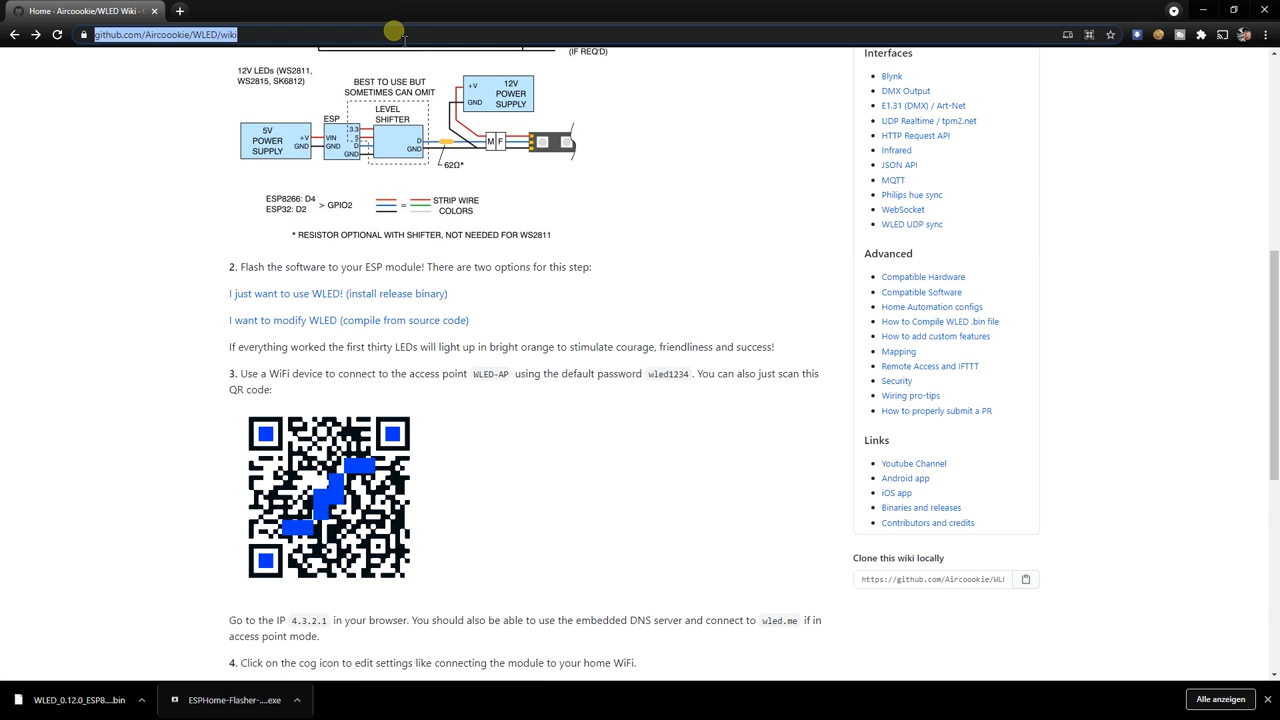 Home - Aircoookie/WLED Wiki -
github.com/Aircoookie/WLED/wiki
(IF REQ'D)
12V LEDs (WS2811,
WS2815, SK6812)
BEST TO USE BUT
SOMETIMES CAN OMIT
LEVEL
SHIFTER
+V
GND
12V
POWER
SUPPLY
5V
POWER
SUPPLY
+V
GND
ESP
VIN
GND
3.3
5
D
GND
D
GND
M F
62Ω*
ESP8266: D4
ESP32: D2
> GPIO2
=
STRIP WIRE
COLORS
* RESISTOR OPTIONAL WITH SHIFTER, NOT NEEDED FOR WS2811
2. Flash the software to your ESP module! There are two options for this step:
I just want to use WLED! (install release binary)
I want to modify WLED (compile from source code)
If everything worked the first thirty LEDs will light up in bright orange to stimulate courage, friendliness and success!
3. Use a WiFi device to connect to the access point WLED-AP using the default password wled1234. You can also just scan this
QR code:
Go to the IP 4.3.2.1 in your browser. You should also be able to use the embedded DNS server and connect to wled.me if in
access point mode.
4. Click on the cog icon to edit settings like connecting the module to your home WiFi.
Interfaces
Blynk
DMX Output
E1.31 (DMX) / Art-Net
UDP Realtime / tpm2.net
HTTP Request API
Infrared
JSON API
MQTT
Philips hue sync
WebSocket
WLED UDP sync
Advanced
Compatible Hardware
Compatible Software
Home Automation configs
How to Compile WLED .bin file
How to add custom features
Mapping
Remote Access and IFTTT
Security
Wiring pro-tips
How to properly submit a PR
Links
Youtube Channel
Android app
iOS app
Binaries and releases
Contributors and credits
Clone this wiki locally
https://github.com/Aircoookie/WLI
WLED_0.12.0_ESP8....bin
ESPHome-Flasher-....exe
Alle anzeigen